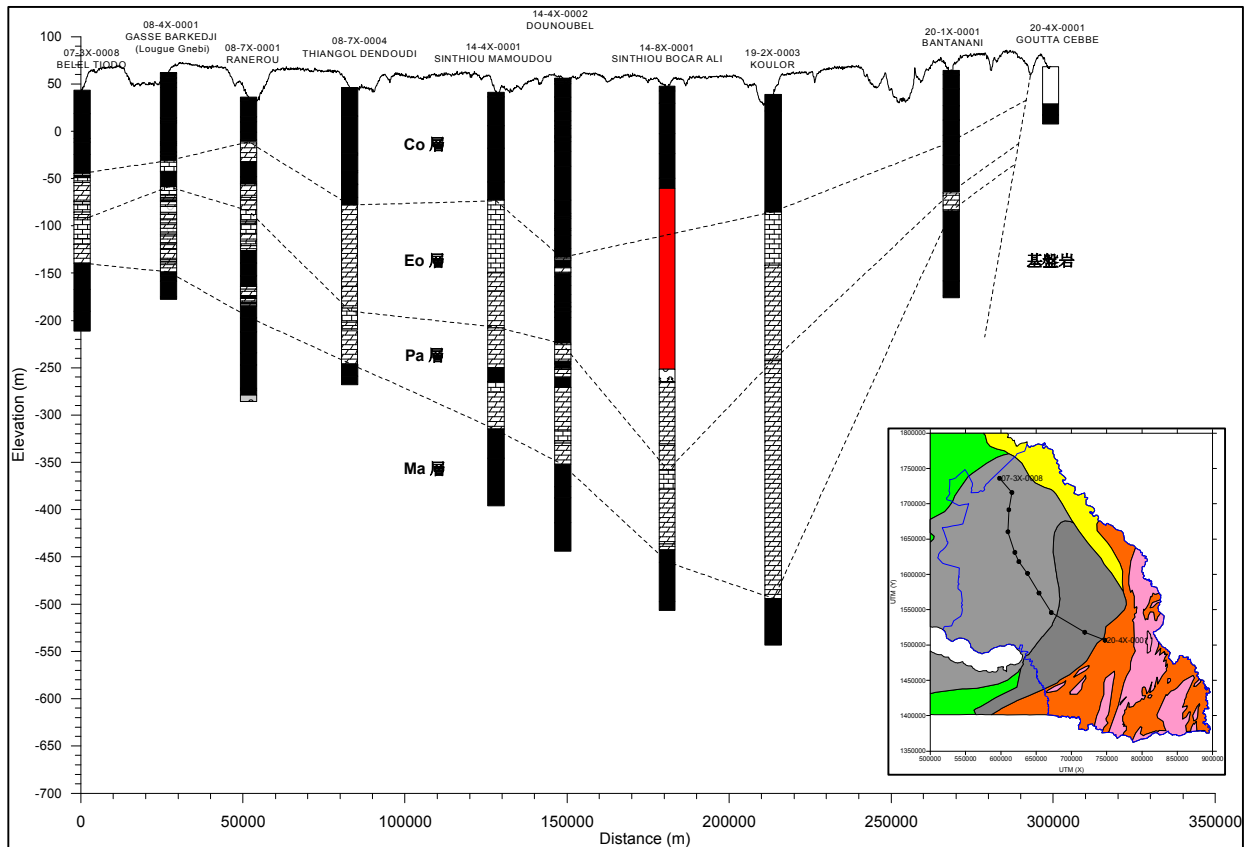 07-3X-0008
BELEL TIODO
08-4X-0001
GASSE BARKEDJI
(Lougue Gnebi)
08-7X-0001
RANEROU
08-7X-0004
THIANGOL DENDOUDI
14-4X-0001
SINTHIOU MAMOUDOU
14-4X-0002
DOUNOUBEL
14-8X-0001
SINTHIOU BOCAR ALI
19-2X-0003
KOULOR
20-1X-0001
BANTANANI
20-4X-0001
GOUTTA CEBBE
Elevation (m)
100
50
0
-50
-100
-150
-200
-250
-300
-350
-400
-450
-500
-550
-600
-650
-700
Co 層
Eo 層
Pa 層
Ma 層
基盤岩
0
50000
100000
150000
200000
250000
300000
350000
Distance (m)
UTM (Y)
1800000
1750000
1700000
1650000
1600000
1550000
1500000
1450000
1400000
1350000
07-3X-0008
20-4X-0001
500000
550000
600000
650000
700000
750000
800000
850000
900000
UTM (X)